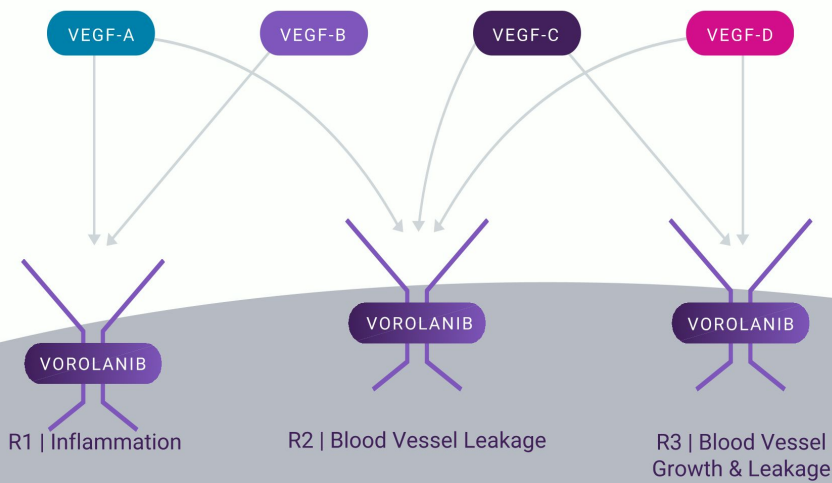 VEGF-A
VEGF-B
VEGF-C
VEGF-D
VOROLANIB
VOROLANIB
VOROLANIB
R1 | Inflammation
R2 | Blood Vessel Leakage
R3 | Blood Vessel
Growth & Leakage